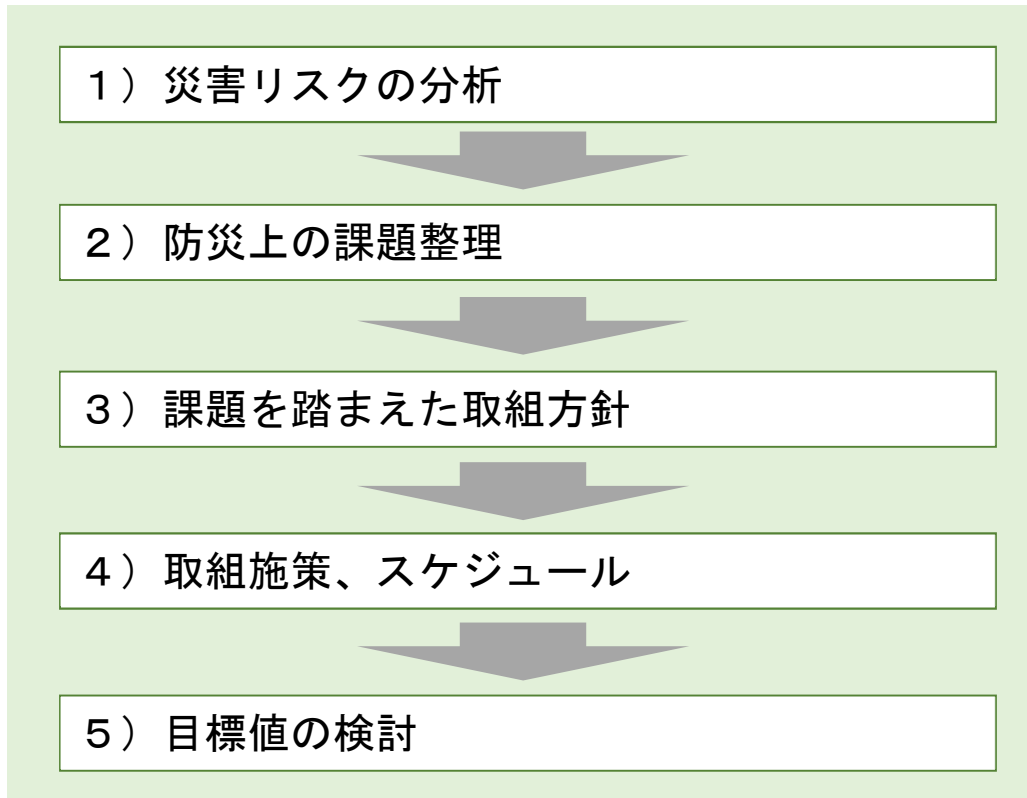 １）災害リスクの分析
２）防災上の課題整理
３）課題を踏まえた取組方針
４）取組施策、スケジュール
５）目標値の検討